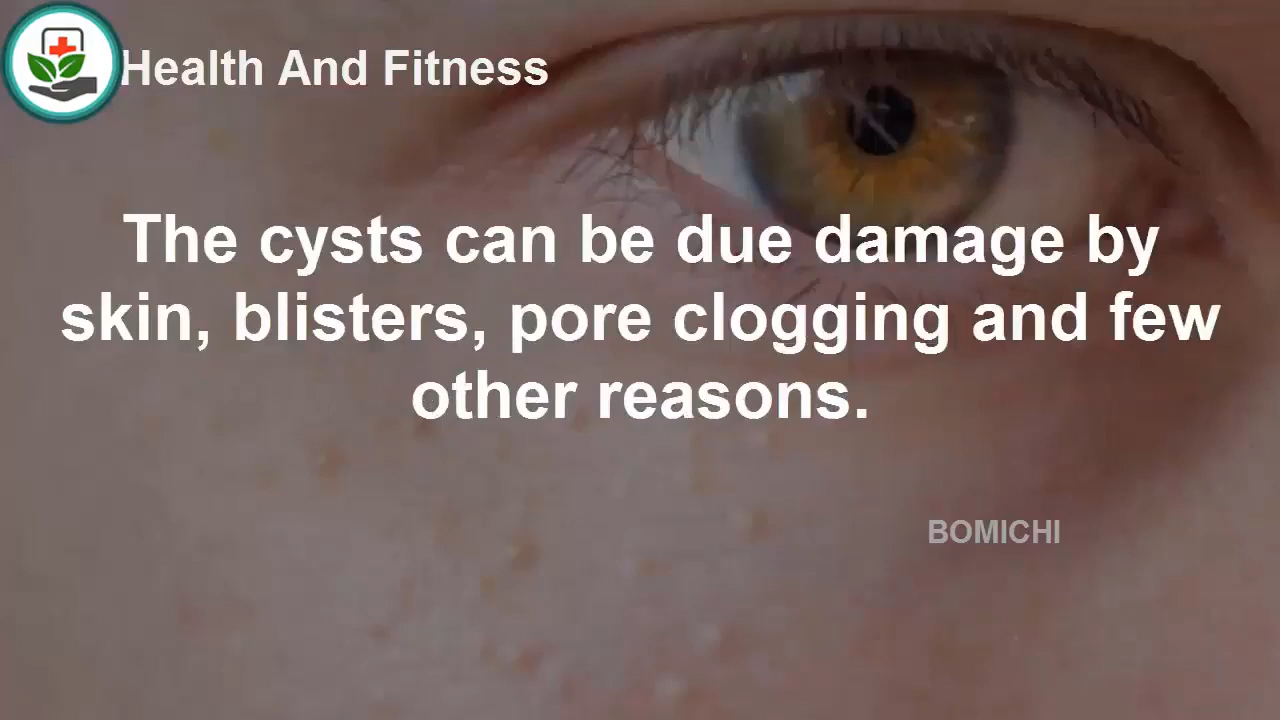 Health And Fitness
The cysts can be due damage by
skin, blisters, pore clogging and few
other reasons.
BOMICHI